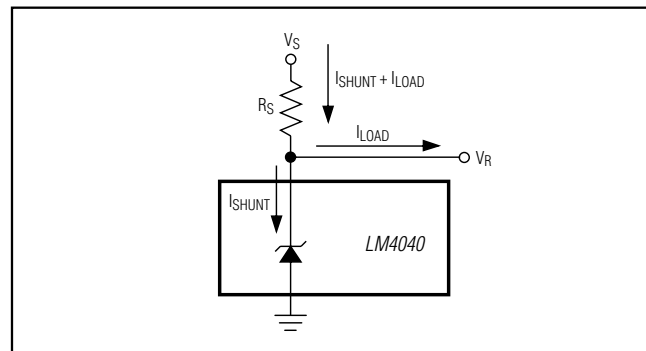 VS
ISHUNT + ILOAD
RS
ILOAD
VR
ISHUNT
LM4040